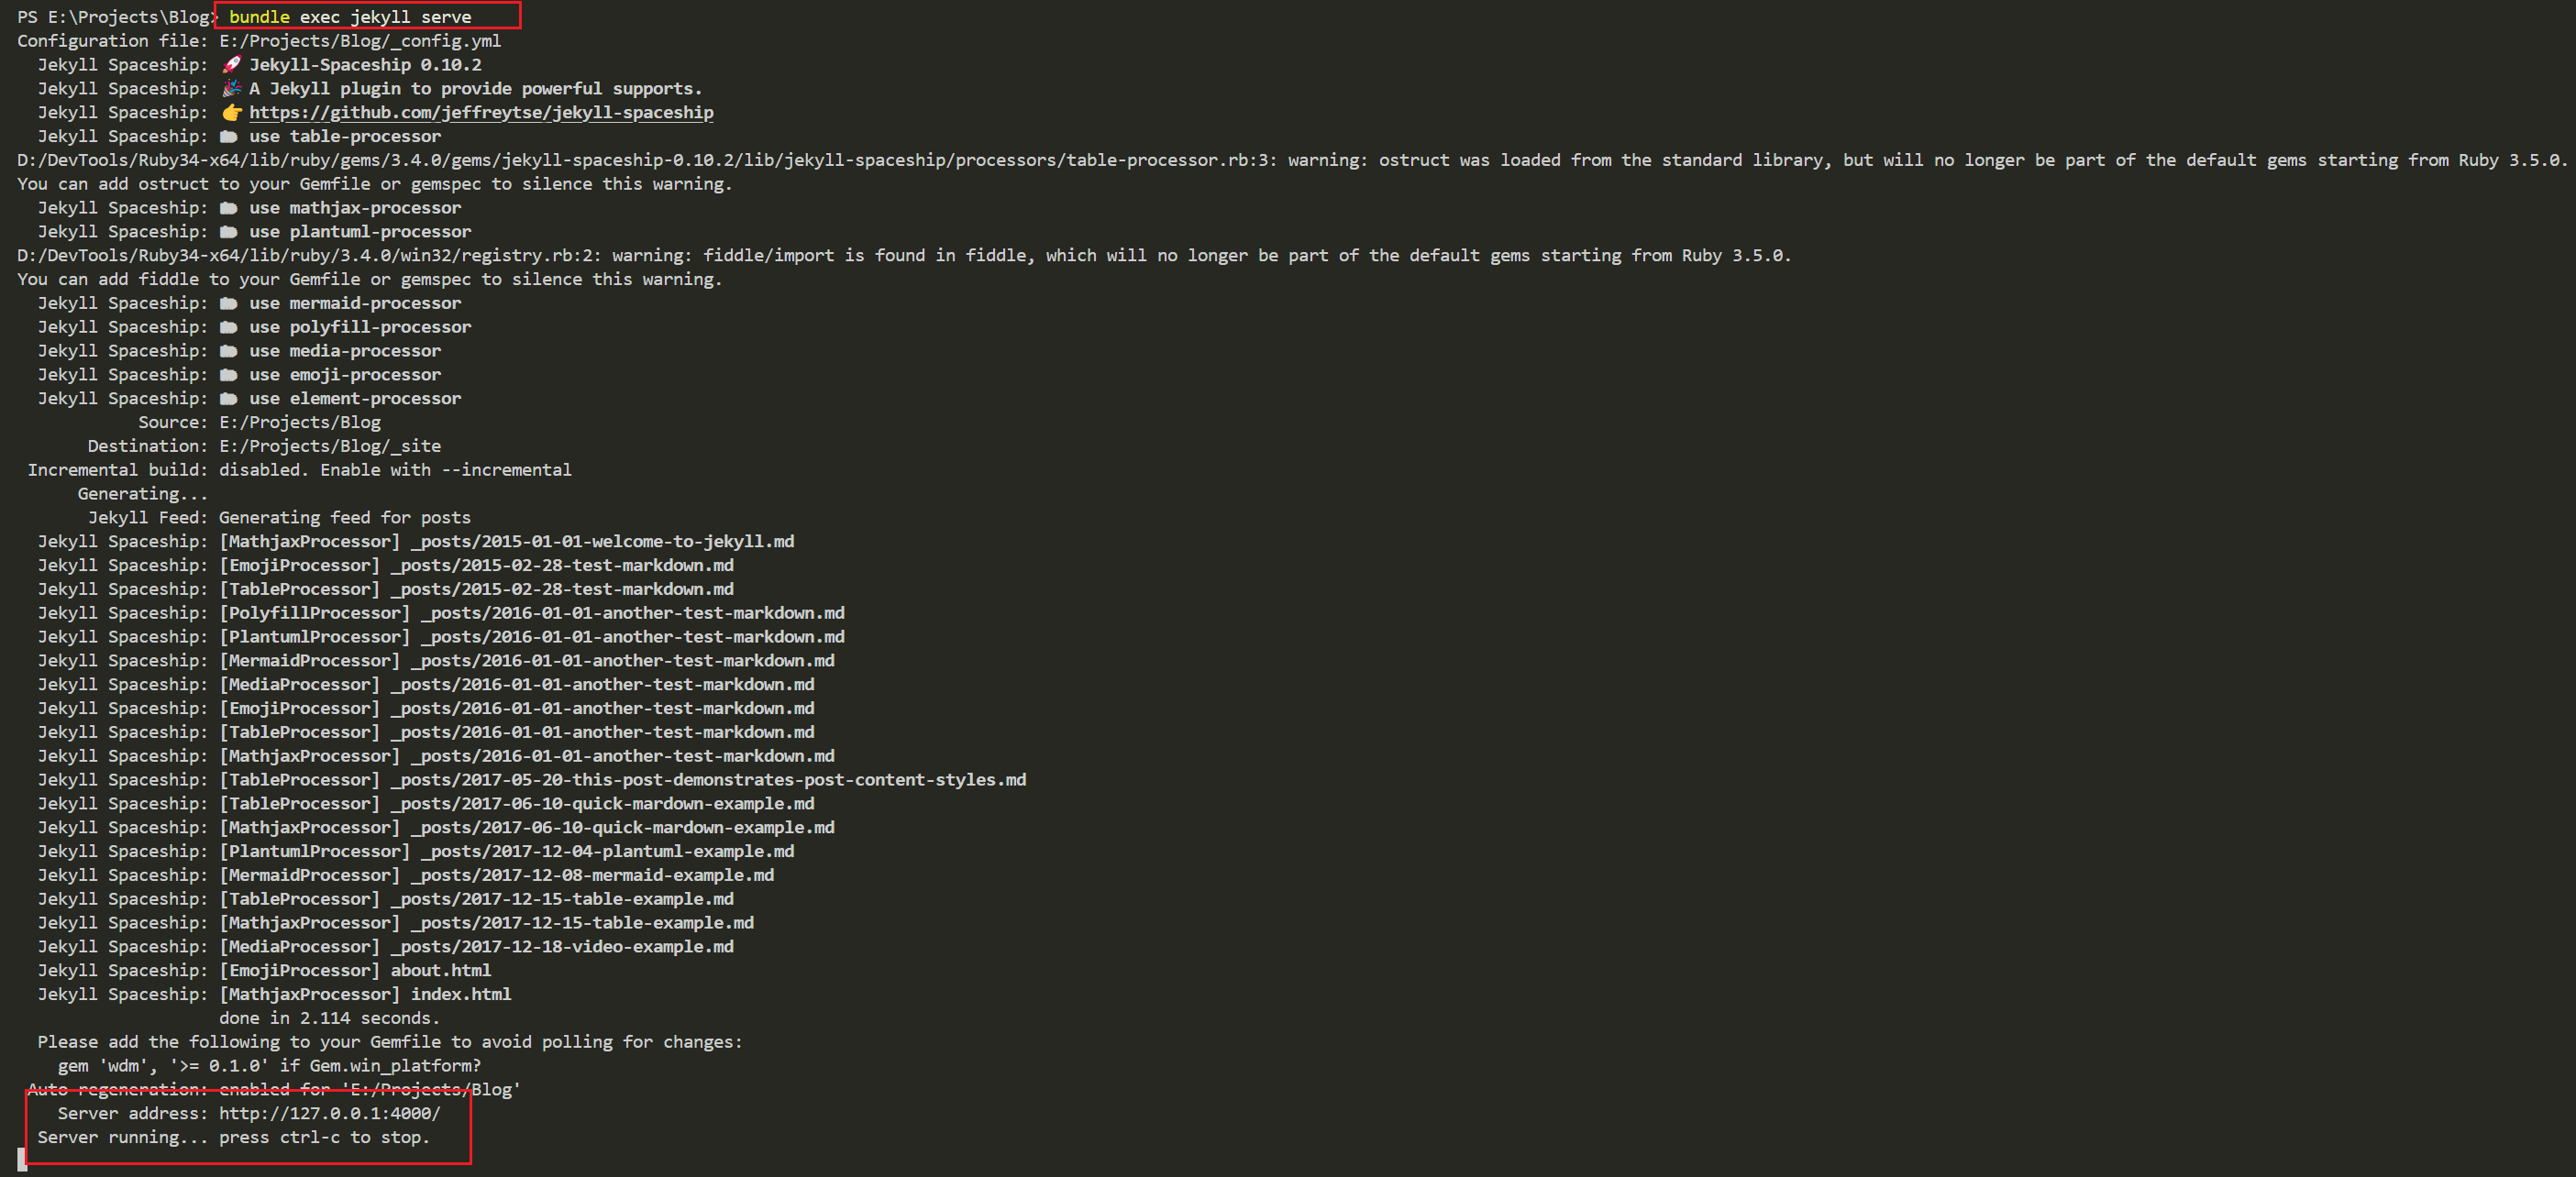 PS E:\Projects\Blog> bundle exec jekyll serve
Configuration file: E:/Projects/Blog/_config.yml
Jekyll Spaceship: 🚀 Jekyll-Spaceship 0.10.2
Jekyll Spaceship: 🎉 A Jekyll plugin to provide powerful supports.
Jekyll Spaceship: 👉 https://github.com/jeffreytse/jekyll-spaceship
Jekyll Spaceship: use table-processor
D:/DevTools/Ruby34-x64/lib/ruby/gems/3.4.0/gems/jekyll-spaceship-0.10.2/lib/jekyll-spaceship/processors/table-processor.rb:3: warning: ostruct was loaded from the standard library, but will no longer be part of the default gems starting from Ruby 3.5.0.
You can add ostruct to your Gemfile or gemspec to silence this warning.
Jekyll Spaceship: use mathjax-processor
Jekyll Spaceship: use plantuml-processor
D:/DevTools/Ruby34-x64/lib/ruby/3.4.0/win32/registry.rb:2: warning: fiddle/import is found in fiddle, which will no longer be part of the default gems starting from Ruby 3.5.0.
You can add fiddle to your Gemfile or gemspec to silence this warning.
Jekyll Spaceship: use mermaid-processor
Jekyll Spaceship: use polyfill-processor
Jekyll Spaceship: use media-processor
Jekyll Spaceship: use emoji-processor
Jekyll Spaceship: use element-processor
Source: E:/Projects/Blog
Destination: E:/Projects/Blog/_site
Incremental build: disabled. Enable with --incremental
Generating...
Jekyll Feed: Generating feed for posts
Jekyll Spaceship: [MathjaxProcessor] _posts/2015-01-01-welcome-to-jekyll.md
Jekyll Spaceship: [EmojiProcessor] _posts/2015-02-28-test-markdown.md
Jekyll Spaceship: [TableProcessor] _posts/2015-02-28-test-markdown.md
Jekyll Spaceship: [PolyfillProcessor] _posts/2016-01-01-another-test-markdown.md
Jekyll Spaceship: [PlantumlProcessor] _posts/2016-01-01-another-test-markdown.md
Jekyll Spaceship: [MermaidProcessor] _posts/2016-01-01-another-test-markdown.md
Jekyll Spaceship: [MediaProcessor] _posts/2016-01-01-another-test-markdown.md
Jekyll Spaceship: [EmojiProcessor] _posts/2016-01-01-another-test-markdown.md
Jekyll Spaceship: [TableProcessor] _posts/2016-01-01-another-test-markdown.md
Jekyll Spaceship: [MathjaxProcessor] _posts/2016-01-01-another-test-markdown.md
Jekyll Spaceship: [TableProcessor] _posts/2017-05-20-this-post-demonstrates-post-content-styles.md
Jekyll Spaceship: [TableProcessor] _posts/2017-06-10-quick-mardown-example.md
Jekyll Spaceship: [MathjaxProcessor] _posts/2017-06-10-quick-mardown-example.md
Jekyll Spaceship: [PlantumlProcessor] _posts/2017-12-04-plantuml-example.md
Jekyll Spaceship: [MermaidProcessor] _posts/2017-12-08-mermaid-example.md
Jekyll Spaceship: [TableProcessor] _posts/2017-12-15-table-example.md
Jekyll Spaceship: [MathjaxProcessor] _posts/2017-12-15-table-example.md
Jekyll Spaceship: [MediaProcessor] _posts/2017-12-18-video-example.md
Jekyll Spaceship: [EmojiProcessor] about.html
Jekyll Spaceship: [MathjaxProcessor] index.html
done in 2.114 seconds.
Please add the following to your Gemfile to avoid polling for changes:
gem 'wdm', '>= 0.1.0' if Gem.win_platform?
Auto-regeneration: enabled for 'E:/Projects/Blog'
Server address: http://127.0.0.1:4000/
Server running... press ctrl-c to stop.